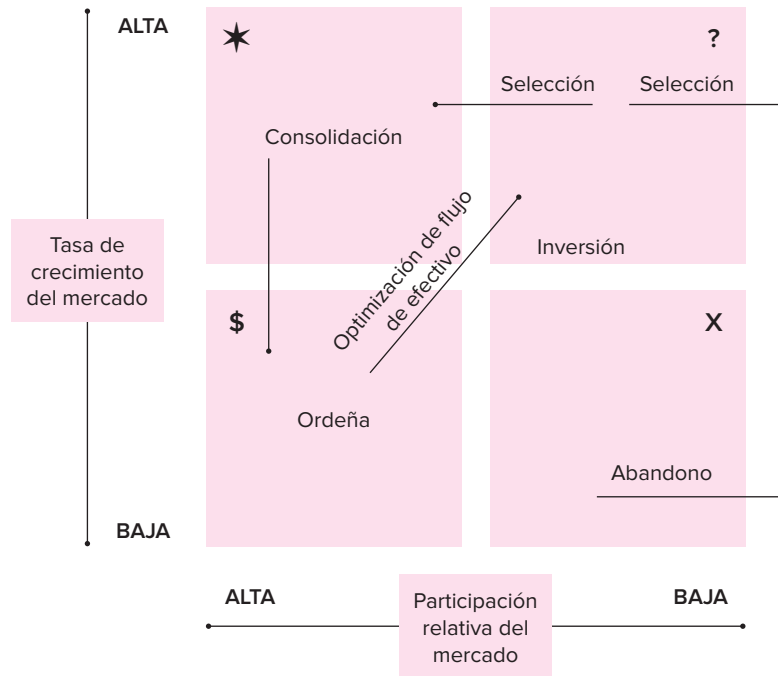 ALTA
✶
?
Selección
Selección
Consolidación
Optimización de flujo
de efectivo
Inversión
Tasa de
crecimiento
del mercado
$
X
Ordeña
Abandono
BAJA
ALTA
Participación
relativa del
mercado
BAJA